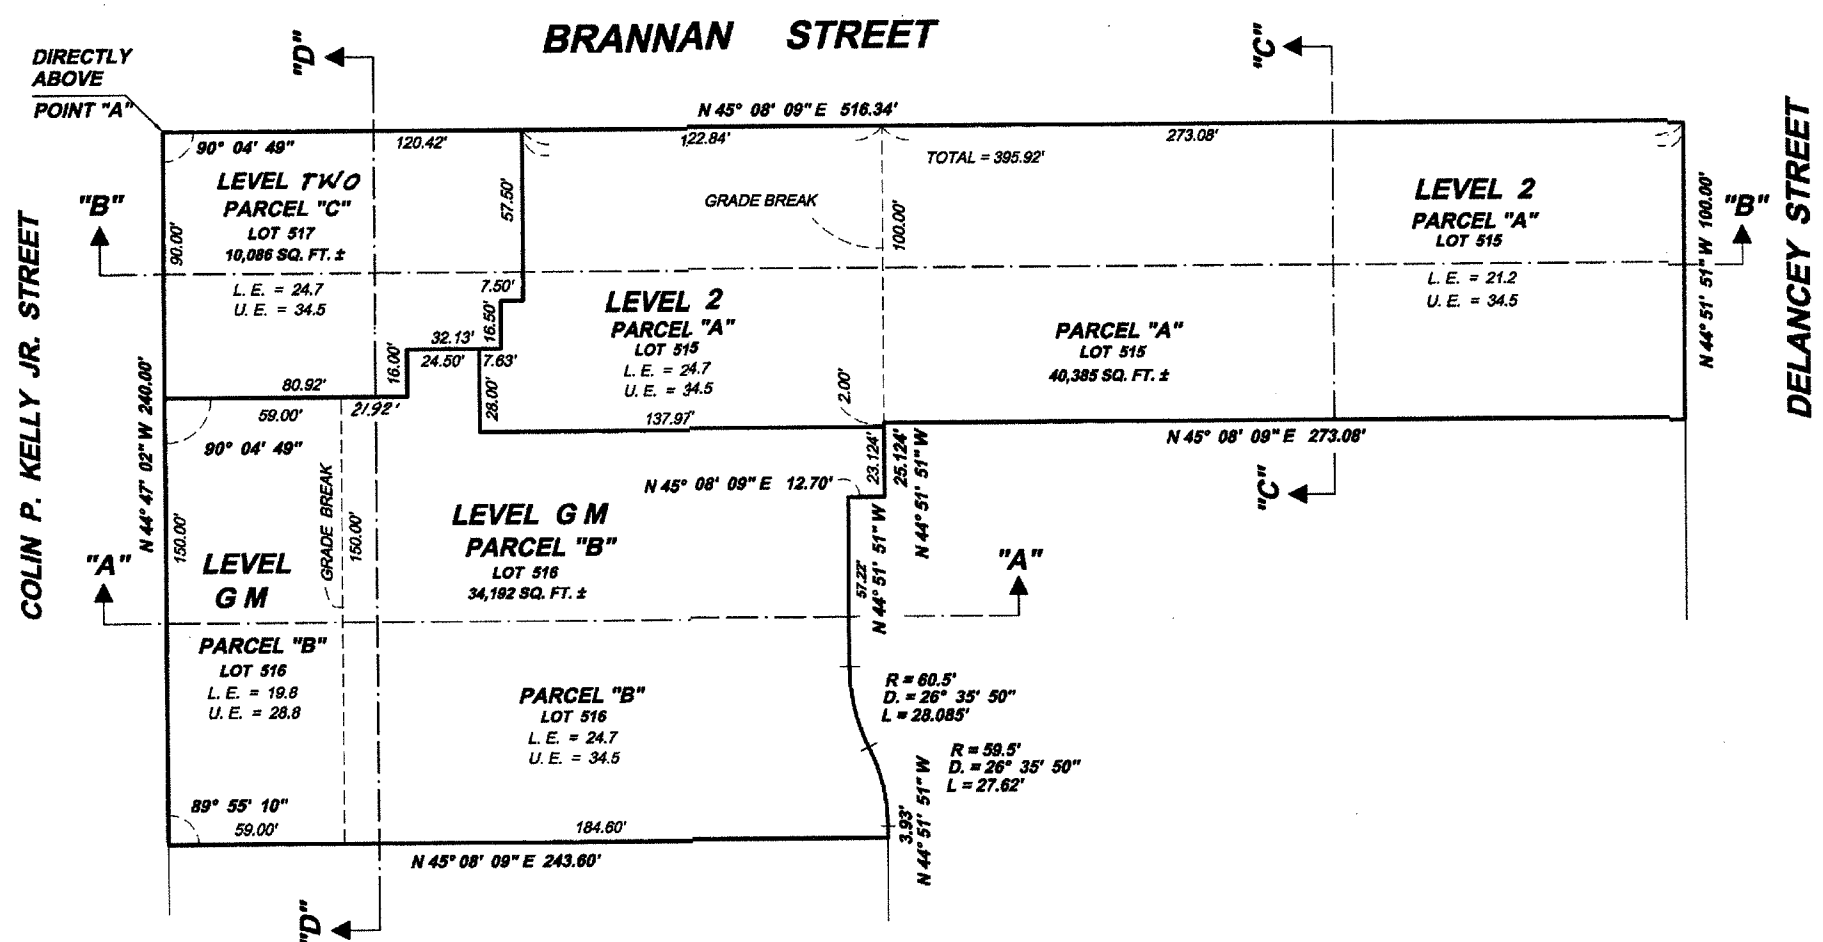 BRANNAN STREET
DIRECTLY
ABOVE
POINT "A"
"D"
"C"
N 45° 08' 09" E 516.34'
120.42'
122.84'
273.08'
TOTAL = 395.92'
90° 04' 49"
LEVEL TWO
PARCEL "C"
LOT 517
10,086 SQ. FT. ±
L. E. = 24.7
U. E. = 34.5
90.00'
57.50'
7.50'
16.50'
32.13'
16.00'
24.50'
7.63'
28.00'
80.92'
59.00'
21.92'
"B"
"B"
GRADE BREAK
100.00'
LEVEL 2
PARCEL "A"
LOT 515
L. E. = 24.7
U. E. = 34.5
137.97'
2.00'
LEVEL 2
PARCEL "A"
LOT 515
L. E. = 21.2
U. E. = 34.5
PARCEL "A"
LOT 515
40,385 SQ. FT. ±
N 44° 51' 51" W 100.00'
DELANCEY STREET
COLIN P. KELLY JR. STREET
N 44° 47' 02" W 240.00'
N 45° 08' 09" E 273.08'
"C"
90° 04' 49"
23.124'
25.124'
N 44° 51' 51" W
N 45° 08' 09" E 12.70'
GRADE BREAK
150.00'
150.00'
LEVEL G M
PARCEL "B"
LOT 516
34,192 SQ. FT. ±
57.22'
N 44° 51' 51" W
"A"
"A"
LEVEL
G M
PARCEL "B"
LOT 516
L. E. = 19.8
U. E. = 28.8
PARCEL "B"
LOT 516
L. E. = 24.7
U. E. = 34.5
R = 60.5'
D. = 26° 35' 50"
L = 28.085'
R = 59.5'
D. = 26° 35' 50"
L = 27.62'
3.93'
N 44° 51' 51" W
89° 55' 10"
59.00'
184.60'
N 45° 08' 09" E 243.60'
"D"